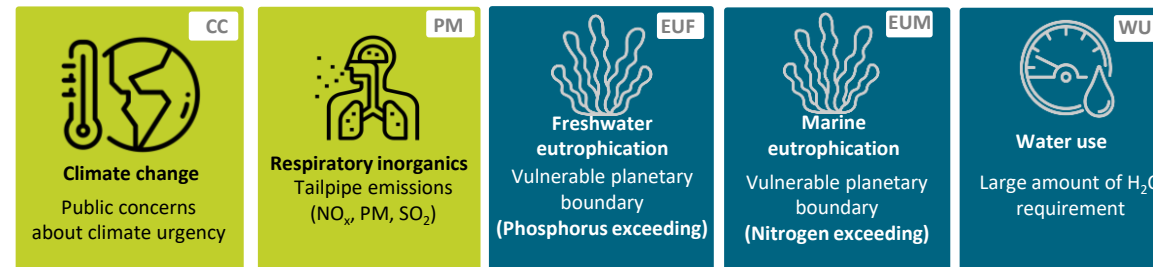 CC
Climate change
Public concerns
about climate urgency
PM
Respiratory inorganics
Tailpipe emissions
(NOₓ, PM, SO₂)
EUF
Freshwater
eutrophication
Vulnerable planetary
boundary
(Phosphorus exceeding)
EUM
Marine
eutrophication
Vulnerable planetary
boundary
(Nitrogen exceeding)
WU
Water use
Large amount of H₂O
requirement